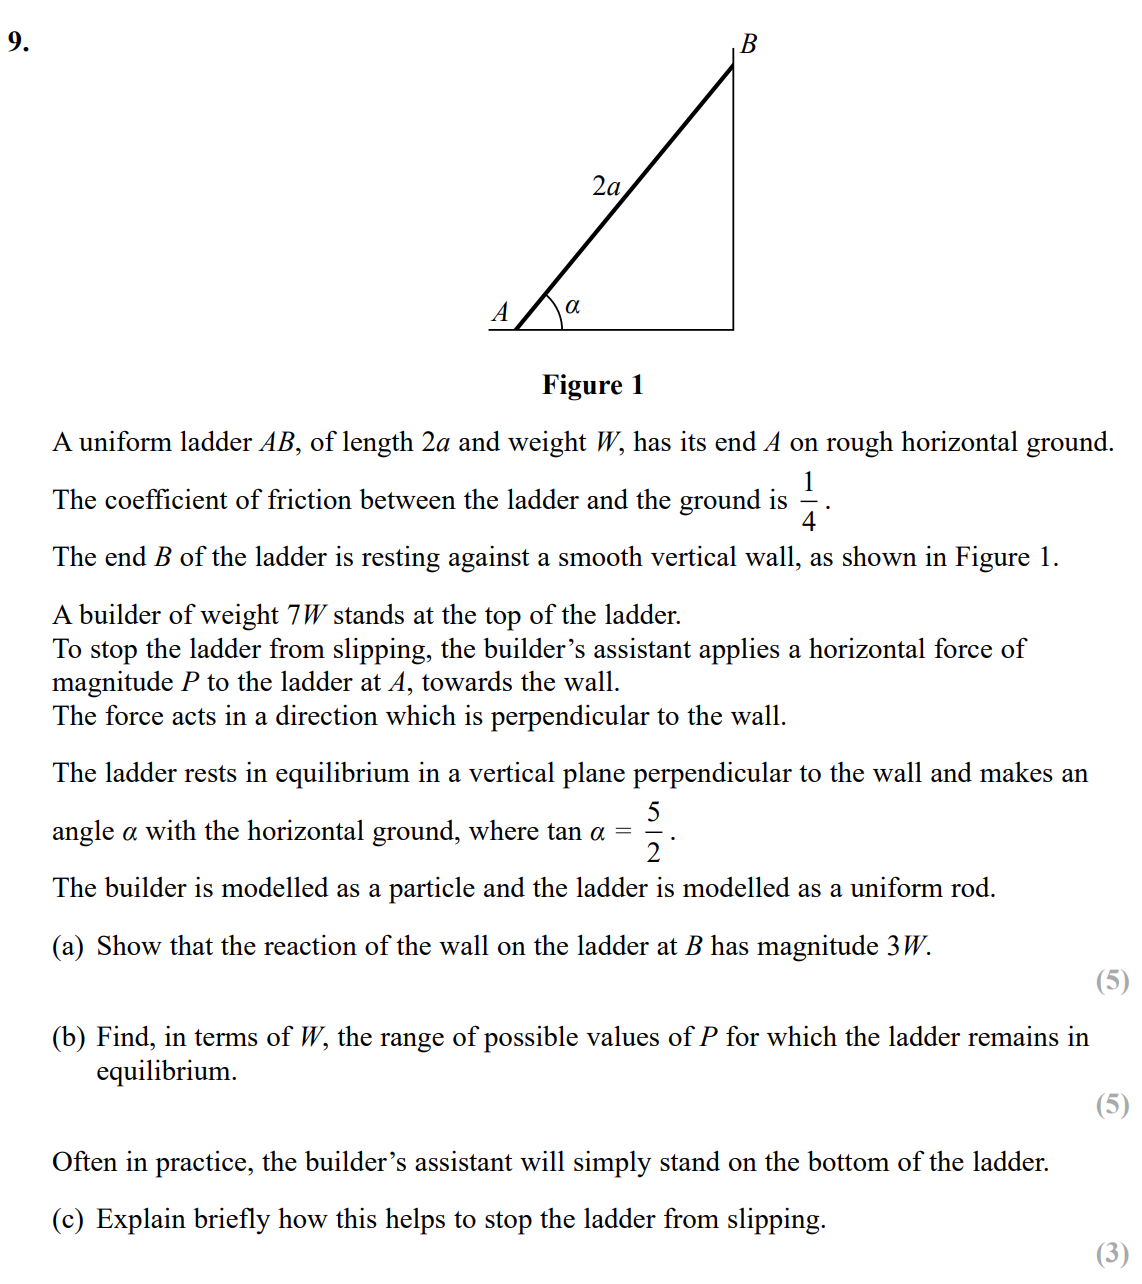 9.
B
2a
A
α
Figure 1
A uniform ladder AB, of length 2a and weight W, has its end A on rough horizontal ground.
The coefficient of friction between the ladder and the ground is 1/4.
The end B of the ladder is resting against a smooth vertical wall, as shown in Figure 1.
A builder of weight 7W stands at the top of the ladder.
To stop the ladder from slipping, the builder’s assistant applies a horizontal force of
magnitude P to the ladder at A, towards the wall.
The force acts in a direction which is perpendicular to the wall.
The ladder rests in equilibrium in a vertical plane perpendicular to the wall and makes an
angle α with the horizontal ground, where tan α = 5/2.
The builder is modelled as a particle and the ladder is modelled as a uniform rod.
(a) Show that the reaction of the wall on the ladder at B has magnitude 3W.
(5)
(b) Find, in terms of W, the range of possible values of P for which the ladder remains in
equilibrium.
(5)
Often in practice, the builder’s assistant will simply stand on the bottom of the ladder.
(c) Explain briefly how this helps to stop the ladder from slipping.
(3)